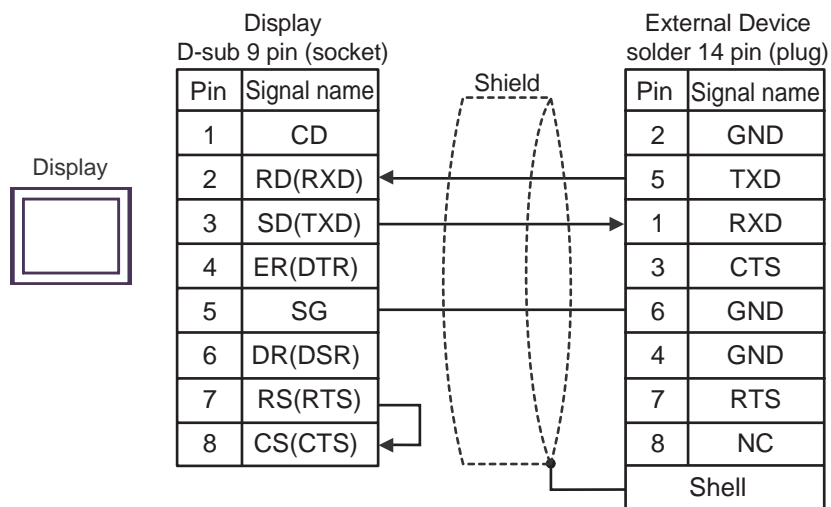 Display
External Device
D-sub 9 pin (socket)
solder 14 pin (plug)
Shield
Pin Signal name
Pin Signal name
1 CD
2 GND
Display
2 RD(RXD)
5 TXD
3 SD(TXD)
1 RXD
4 ER(DTR)
3 CTS
5 SG
6 GND
6 DR(DSR)
4 GND
7 RS(RTS)
7 RTS
8 CS(CTS)
8 NC
Shell